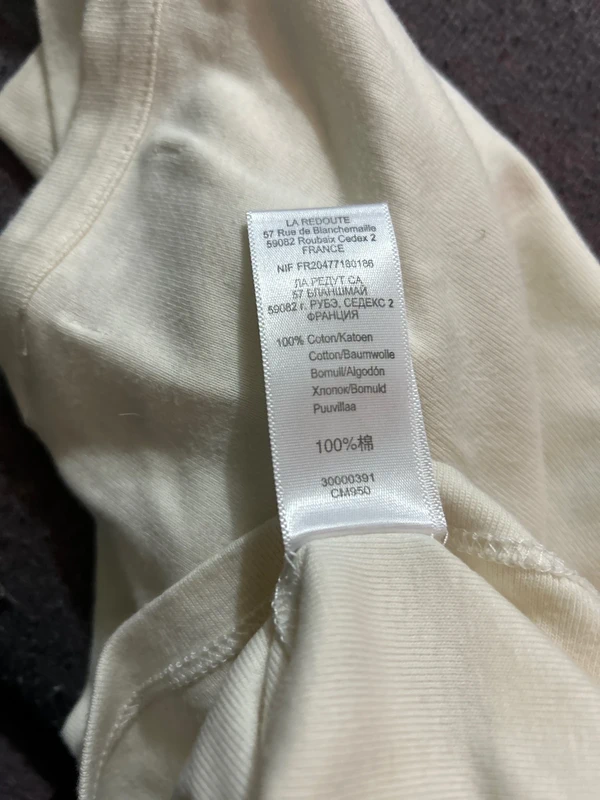 LA REDOUTE
57 Rue de Blanchemaille
59082 Roubaix Cedex 2
FRANCE
NIF FR20477180186
ЛА РЕДУТ СА
57 БЛАНШМАЙ
59082 г. РУБЭ, СЕДЕКС 2
ФРАНЦИЯ
100% Coton/Katoen
Cotton/Baumwolle
Bomull/Algodón
Хлопок/Bomuld
Puuvillaa
100%棉
30000391
CM950